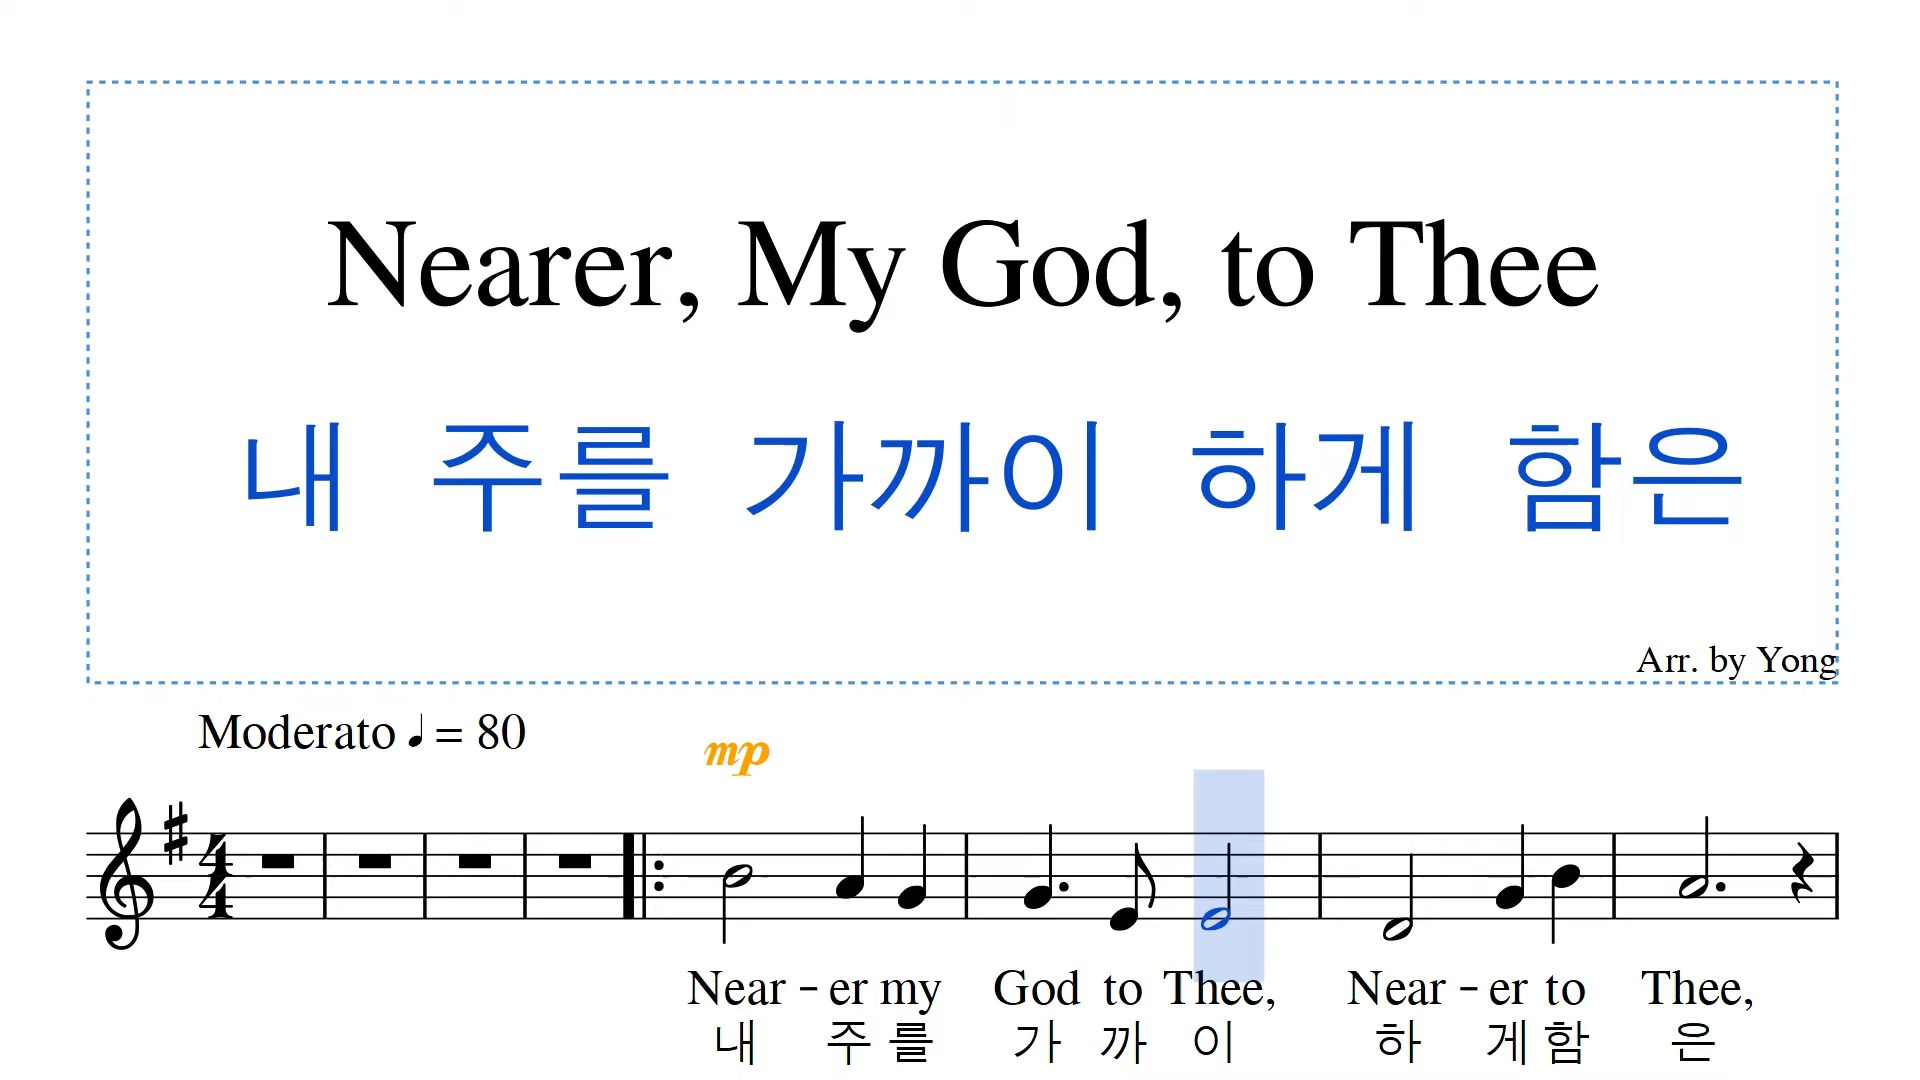 Nearer, My God, to Thee
내 주를 가까이 하게 함은
Arr. by Yong
Moderato ♩= 80
mp
Near - er my God to Thee, Near - er to Thee,
내 주 를 가 까 이 하 게 함 은